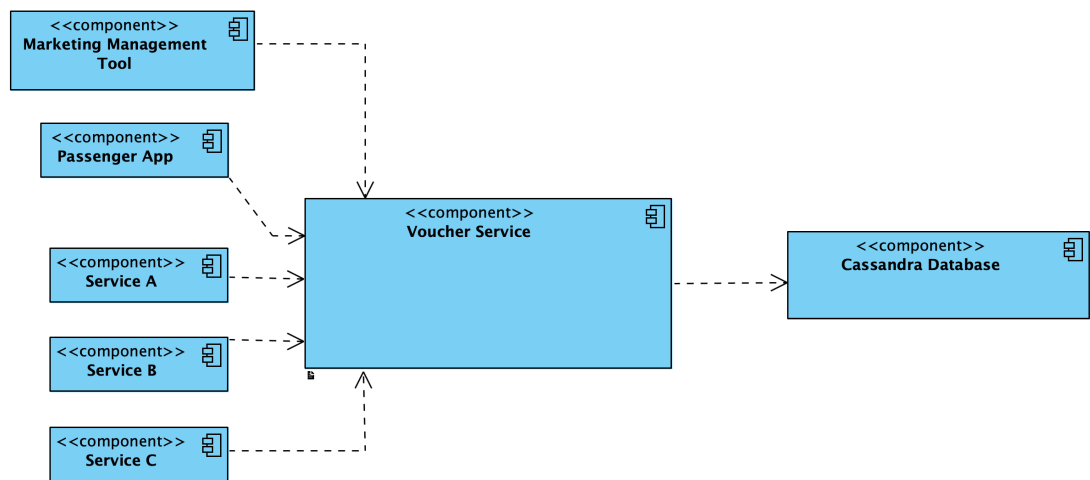 <<component>>
Marketing Management
Tool
<<component>>
Passenger App
<<component>>
Voucher Service
<<component>>
Cassandra Database
<<component>>
Service A
<<component>>
Service B
<<component>>
Service C